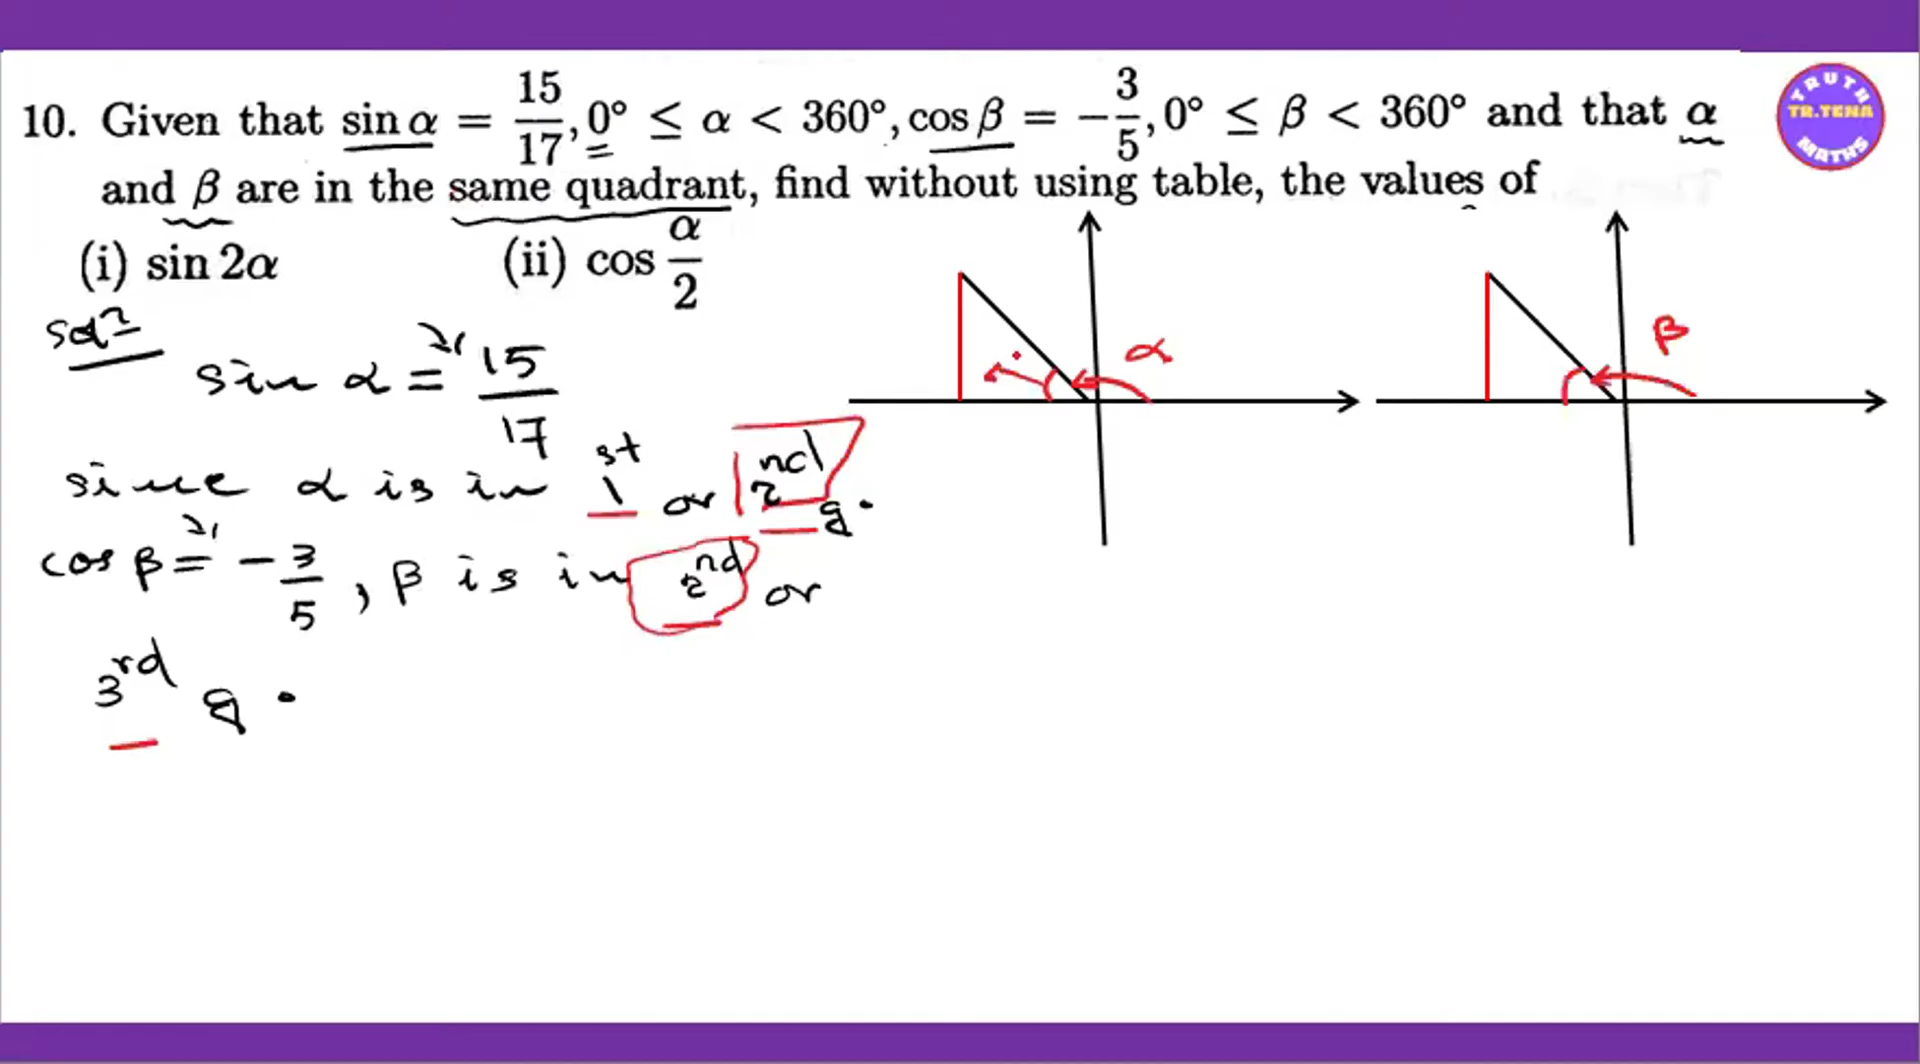 10. Given that sin α = 15/17, 0° ≤ α < 360°, cos β = −3/5, 0° ≤ β < 360° and that α
and β are in the same quadrant, find without using table, the values of
(i) sin 2α (ii) cos α/2
TRUTH
TR.TENA
MATHS
Sol?
sin α = 15/17
α
β
since α is in 1st or 2nd q.
cos β = −3/5, β is in 2nd or
3rd q.